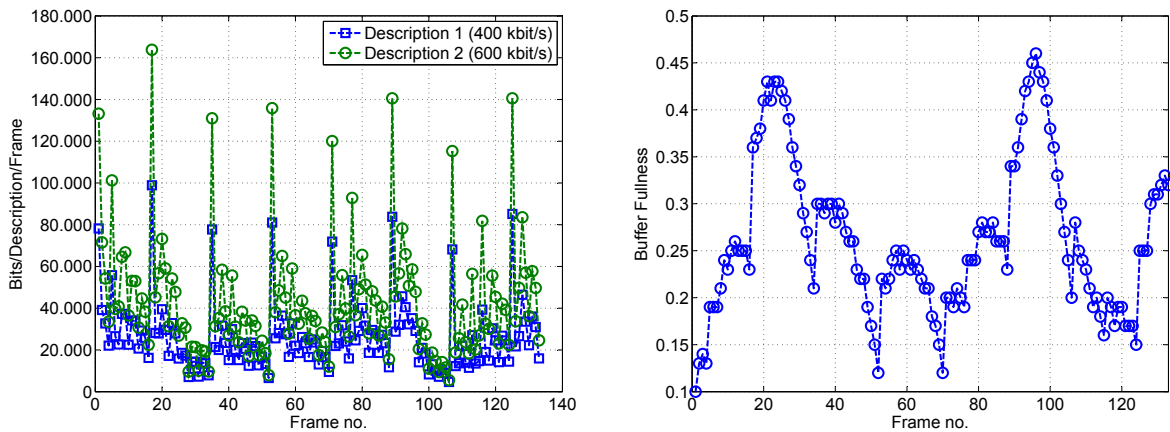 180.000
160.000
140.000
120.000
100.000
80.000
60.000
40.000
20.000
0
Bits/Description/Frame
Description 1 (400 kbit/s)
Description 2 (600 kbit/s)
0 20 40 60 80 100 120 140
Frame no.
0.5
0.45
0.4
0.35
0.3
0.25
0.2
0.15
0.1
Buffer Fullness
0 20 40 60 80 100 120
Frame no.